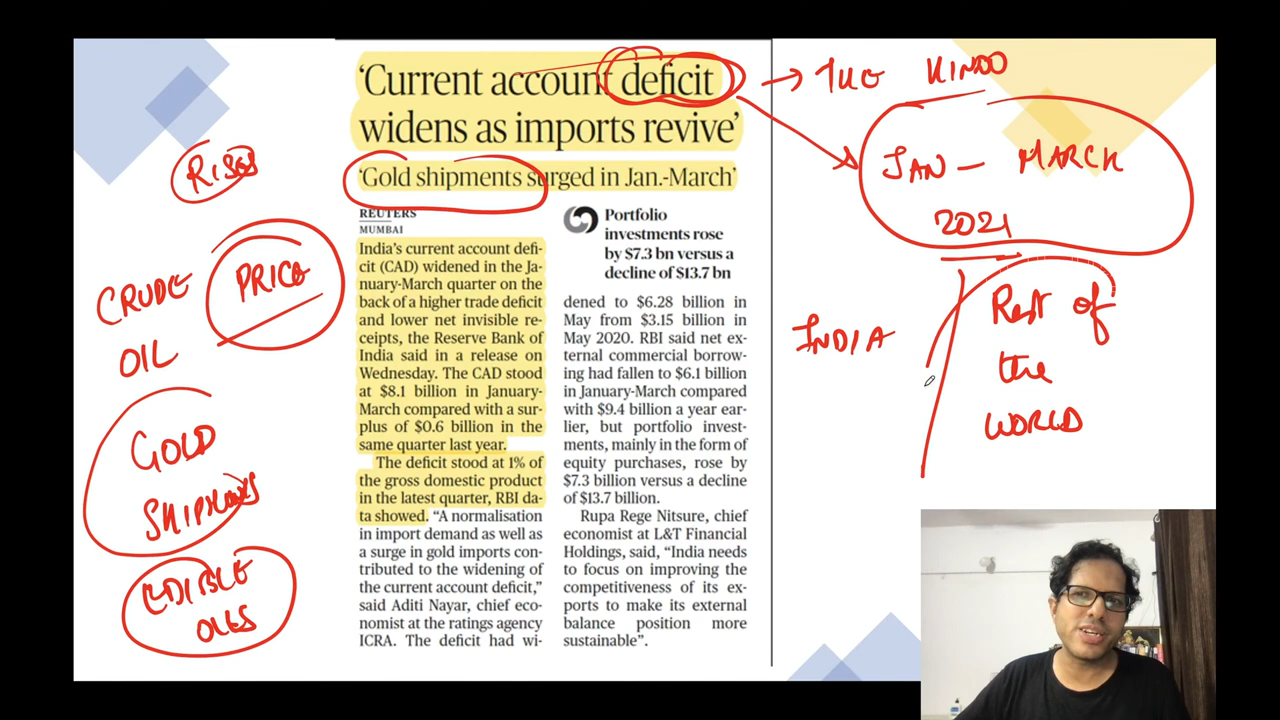 ‘Current account deficit
widens as imports revive’
‘Gold shipments surged in Jan.-March’
REUTERS
MUMBAI
India’s current account defi-
cit (CAD) widened in the Ja-
nuary-March quarter on the
back of a higher trade deficit
and lower net invisible re-
ceipts, the Reserve Bank of
India said in a release on
Wednesday. The CAD stood
at $8.1 billion in January-
March compared with a sur-
plus of $0.6 billion in the
same quarter last year.
The deficit stood at 1% of
the gross domestic product
in the latest quarter, RBI da-
ta showed. “A normalisation
in import demand as well as
a surge in gold imports con-
tributed to the widening of
the current account deficit,”
said Aditi Nayar, chief eco-
nomist at the ratings agency
ICRA. The deficit had wi-
Portfolio
investments rose
by $7.3 bn versus a
decline of $13.7 bn
dened to $6.28 billion in
May from $3.15 billion in
May 2020. RBI said net ex-
ternal commercial borrow-
ing had fallen to $6.1 billion
in January-March compared
with $9.4 billion a year ear-
lier, but portfolio invest-
ments, mainly in the form of
equity purchases, rose by
$7.3 billion versus a decline
of $13.7 billion.
Rupa Rege Nitsure, chief
economist at L&T Financial
Holdings, said, “India needs
to focus on improving the
competitiveness of its ex-
ports to make its external
balance position more
sustainable”.
RISES
CRUDE PRICE
OIL
GOLD
EDIBLE
OILS
→ THE HINDU
JAN - MARCH
2021
INDIA
Rest of
the
WORLD